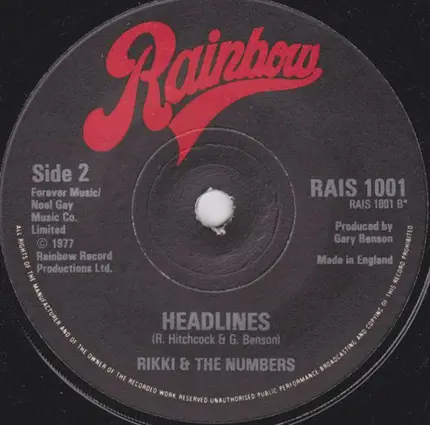 Rainbow
Side 2
Forever Music/
Noel Gay
Music Co.
Limited
© 1977
Rainbow Record
Productions Ltd.
RAIS 1001
RAIS 1001 B*
Produced by
Gary Benson
Made in England
HEADLINES
(R. Hitchcock & G. Benson)
RIKKI & THE NUMBERS
ALL RIGHTS OF THE MANUFACTURER AND OF THE OWNER OF THE RECORDED WORK RESERVED UNAUTHORISED PUBLIC PERFORMANCE, BROADCASTING AND COPYING OF THIS RECORD PROHIBITED